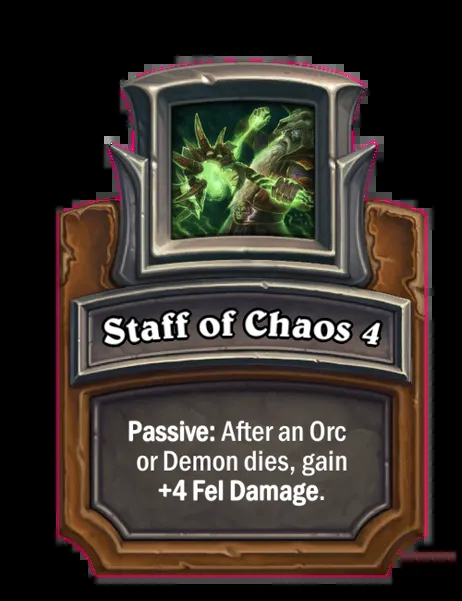 Staff of Chaos 4
Passive: After an Orc
or Demon dies, gain
+4 Fel Damage.